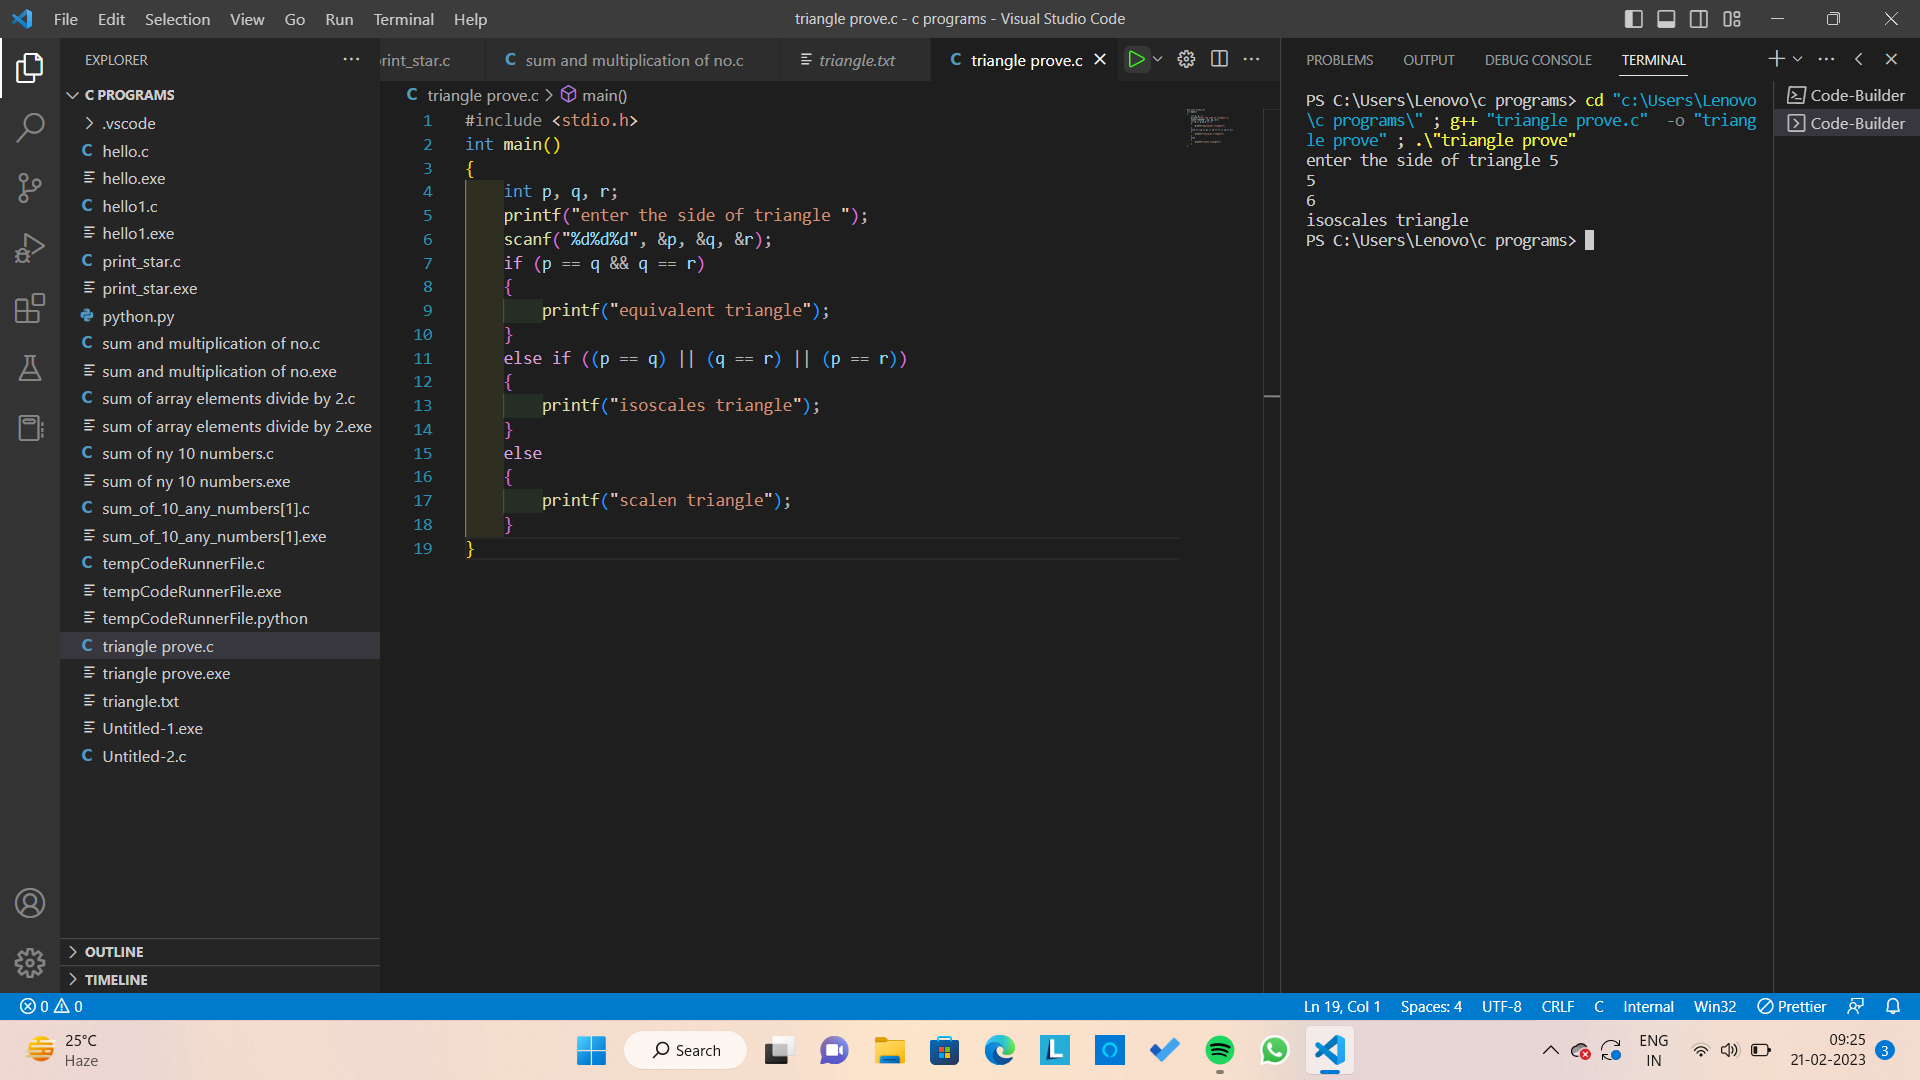 File Edit Selection View Go Run Terminal Help
triangle prove.c - c programs - Visual Studio Code
EXPLORER
C PROGRAMS
.vscode
C hello.c
hello.exe
C hello1.c
hello1.exe
C print_star.c
print_star.exe
python.py
C sum and multiplication of no.c
sum and multiplication of no.exe
C sum of array elements divide by 2.c
sum of array elements divide by 2.exe
C sum of ny 10 numbers.c
sum of ny 10 numbers.exe
C sum_of_10_any_numbers[1].c
sum_of_10_any_numbers[1].exe
C tempCodeRunnerFile.c
tempCodeRunnerFile.exe
tempCodeRunnerFile.python
C triangle prove.c
triangle prove.exe
triangle.txt
Untitled-1.exe
C Untitled-2.c
OUTLINE
TIMELINE
rint_star.c C sum and multiplication of no.c triangle.txt C triangle prove.c
C triangle prove.c > main()
1 #include <stdio.h>
2 int main()
3 {
4 int p, q, r;
5 printf("enter the side of triangle ");
6 scanf("%d%d%d", &p, &q, &r);
7 if (p == q && q == r)
8 {
9 printf("equivalent triangle");
10 }
11 else if ((p == q) || (q == r) || (p == r))
12 {
13 printf("isoscales triangle");
14 }
15 else
16 {
17 printf("scalen triangle");
18 }
19 }
PROBLEMS OUTPUT DEBUG CONSOLE TERMINAL
PS C:\Users\Lenovo\c programs> cd "c:\Users\Lenovo
\c programs\" ; g++ "triangle prove.c" -o "triang
le prove" ; .\"triangle prove"
enter the side of triangle 5
5
6
isoscales triangle
PS C:\Users\Lenovo\c programs>
Code-Builder
Code-Builder
0 0
Ln 19, Col 1 Spaces: 4 UTF-8 CRLF C Internal Win32 Prettier
25°C
Haze
Search
L
ENG
IN
09:25
21-02-2023
3